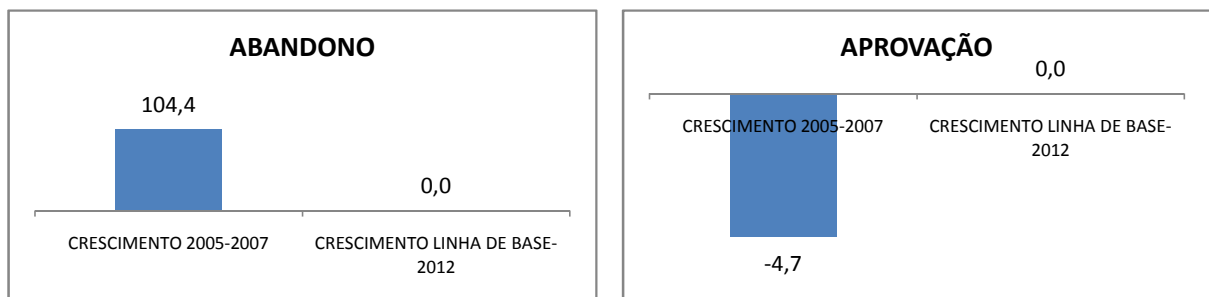 ABANDONO
104,4
0,0
CRESCIMENTO 2005-2007
CRESCIMENTO LINHA DE BASE-
2012
APROVAÇÃO
0,0
CRESCIMENTO 2005-2007
CRESCIMENTO LINHA DE BASE-
2012
-4,7